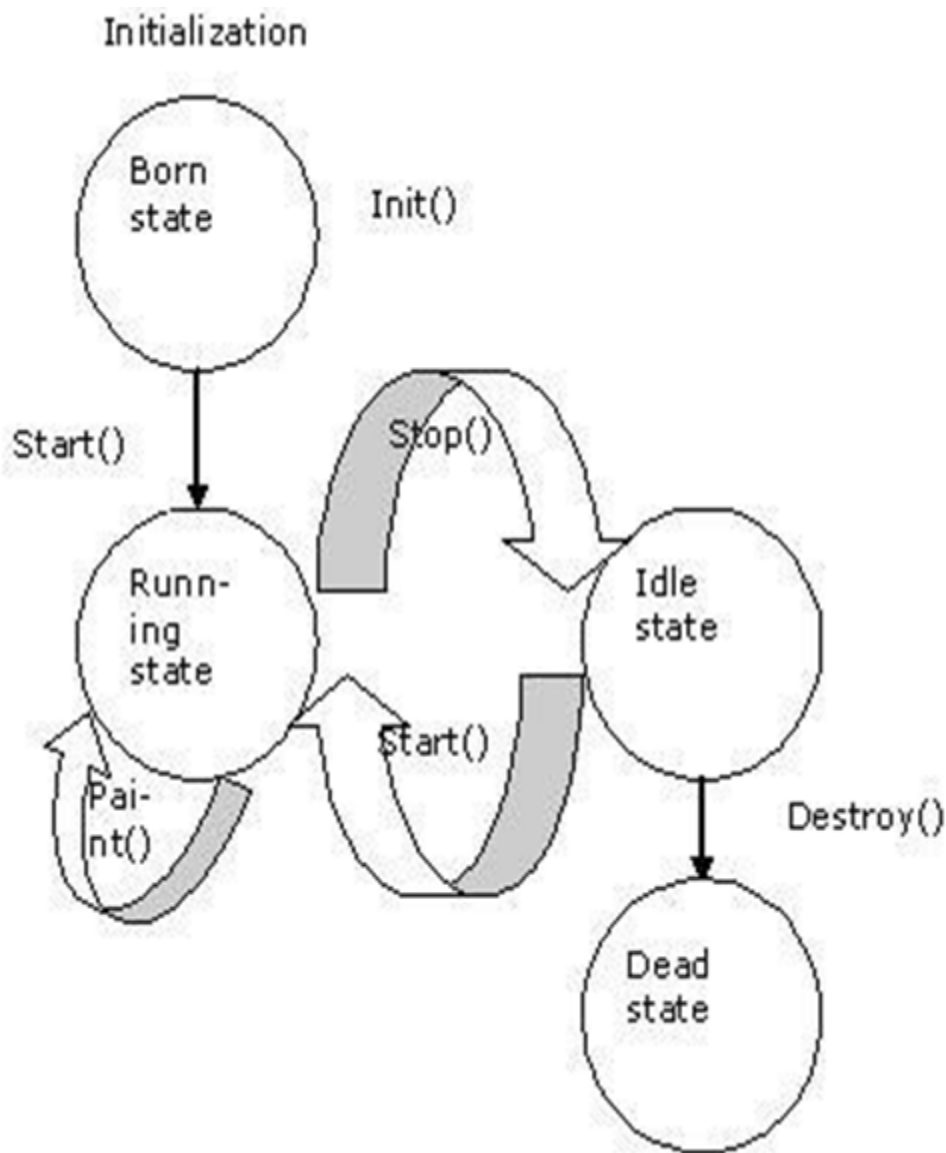 Initialization
Born
state
Init()
Start()
Stop()
Runn-
ing
state
Idle
state
Start()
Pai-
nt()
Destroy()
Dead
state